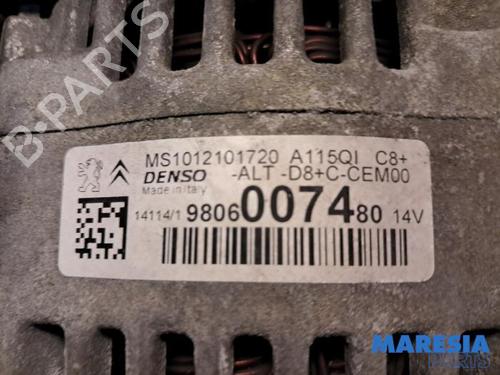 MS1012101720 A115QI C8+
DENSO -ALT -D8+C-CEM00
Made in Italy
14114/1 9806007480 14V
B-PARTS
MARESIA
PARTS